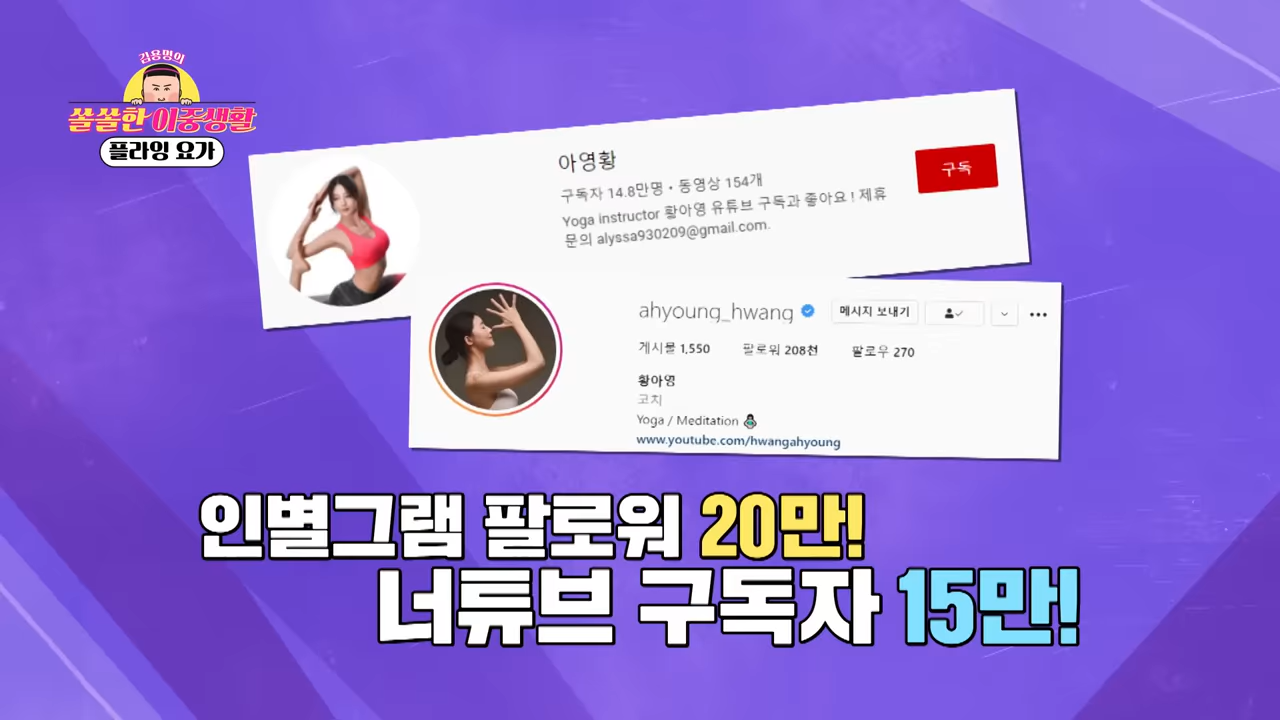 김용명의
쏠쏠한 이중생활
플라잉 요가
아영황
구독자 14.8만명 • 동영상 154개
Yoga instructor 황아영 유튜브 구독과 좋아요 ! 제휴
문의 alyssa930209@gmail.com.
구독
ahyoung_hwang
메시지 보내기
게시물 1,550 팔로워 208천 팔로우 270
황아영
코치
Yoga / Meditation
www.youtube.com/hwangahyoung
인별그램 팔로워 20만!
너튜브 구독자 15만!